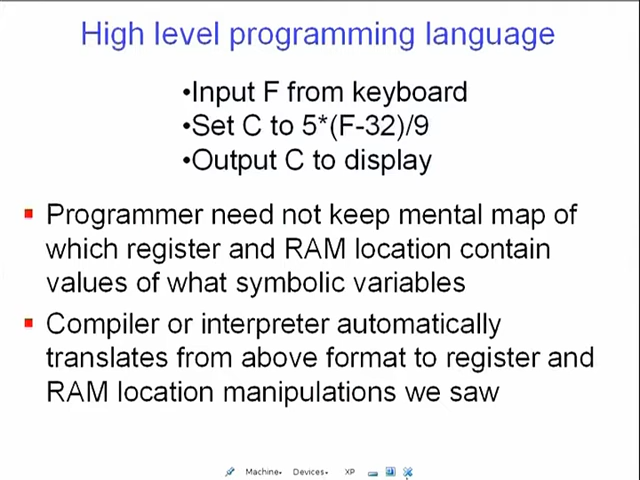 High level programming language
•Input F from keyboard
•Set C to 5*(F-32)/9
•Output C to display
▪ Programmer need not keep mental map of
which register and RAM location contain
values of what symbolic variables
▪ Compiler or interpreter automatically
translates from above format to register and
RAM location manipulations we saw
Machine Devices XP